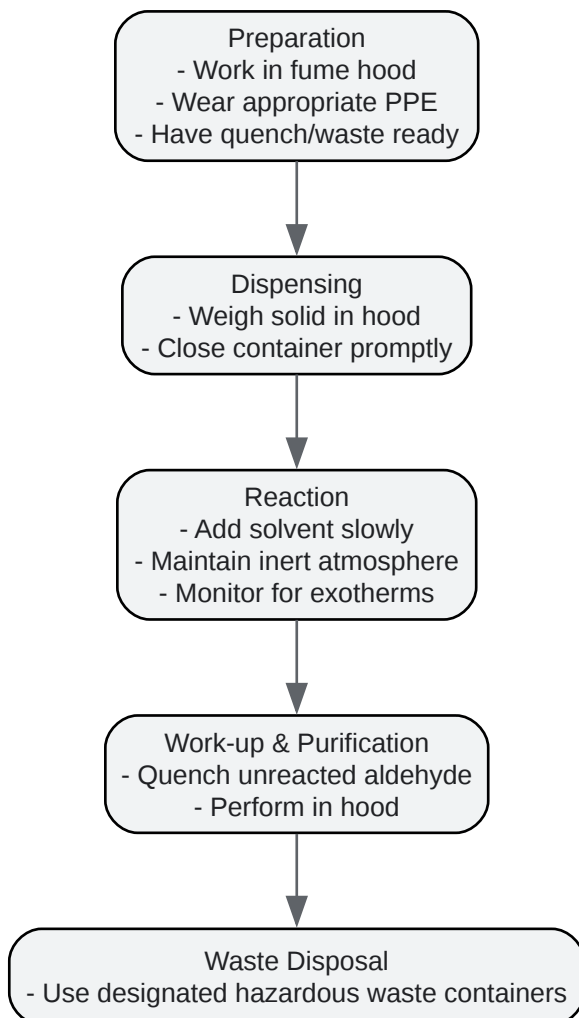 Preparation
- Work in fume hood
- Wear appropriate PPE
- Have quench/waste ready
Dispensing
- Weigh solid in hood
- Close container promptly
Reaction
- Add solvent slowly
- Maintain inert atmosphere
- Monitor for exotherms
Work-up & Purification
- Quench unreacted aldehyde
- Perform in hood
Waste Disposal
- Use designated hazardous waste containers